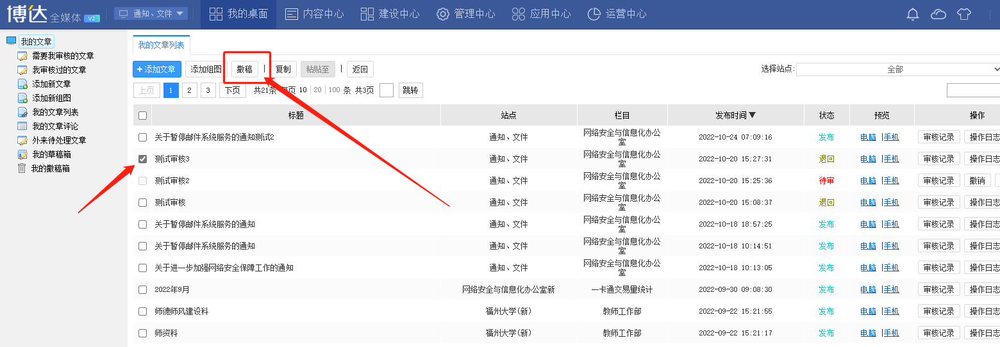 博达 全媒体 V2 通知、文件 我的桌面 内容中心 建设中心 管理中心 应用中心 运营中心
我的文章
需要我审核的文章
我审核过的文章
添加新文章
添加新组图
我的文章列表
我的文章评论
外来待处理文章
我的草稿箱
我的撤稿箱
我的文章列表
+ 添加文章 添加组图 撤稿 | 复制 粘贴至 | 返回 选择站点: 全部
上页 1 2 3 下页 共21条 每页 10 | 20 | 100 条 共3页 跳转
标题 站点 栏目 发布时间▼ 状态 预览 操作
关于暂停邮件系统服务的通知测试2 通知、文件 网络安全与信息化办公室 2022-10-24 07:09:16 发布 电脑 |手机 审核记录 操作日志
测试审核3 通知、文件 网络安全与信息化办公室 2022-10-20 15:27:31 退回 电脑 |手机 审核记录 操作日志
测试审核2 通知、文件 网络安全与信息化办公室 2022-10-20 15:25:36 待审 电脑 |手机 审核记录 撤销
测试审核 通知、文件 网络安全与信息化办公室 2022-10-20 15:08:37 退回 电脑 |手机 审核记录 操作日志
关于暂停邮件系统服务的通知 通知、文件 网络安全与信息化办公室 2022-10-18 18:57:25 发布 电脑 |手机 审核记录 操作日志
关于暂停邮件系统服务的通知 通知、文件 网络安全与信息化办公室 2022-10-18 10:14:51 发布 电脑 |手机 审核记录 操作日志
关于进一步加强网络安全保障工作的通知 通知、文件 网络安全与信息化办公室 2022-10-18 10:13:05 发布 电脑 |手机 审核记录 操作日志
2022年9月 网络安全与信息化办公室新 一卡通交易量统计 2022-09-30 09:08:30 发布 电脑 |手机 审核记录 操作日志
师德师风建设科 福州大学(新) 教师工作部 2022-09-22 15:21:55 发布 电脑 |手机 审核记录 操作日志
师资科 福州大学(新) 教师工作部 2022-09-22 15:21:17 发布 电脑 |手机 审核记录 操作日志